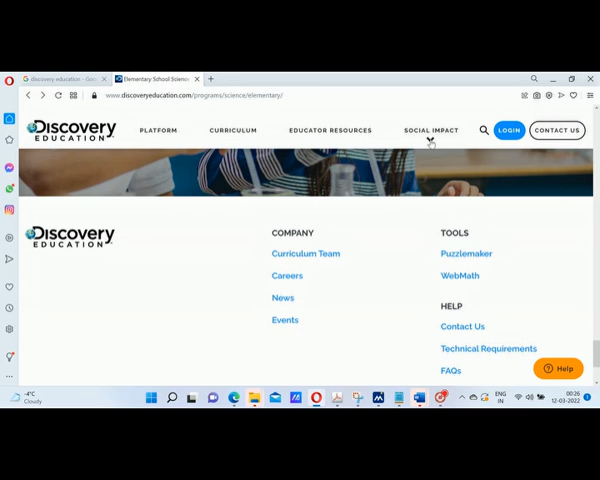 discovery education - Goo
Elementary School Science
www.discoveryeducation.com/programs/science/elementary/
Discovery
EDUCATION
PLATFORM
CURRICULUM
EDUCATOR RESOURCES
SOCIAL IMPACT
LOGIN
CONTACT US
Discovery
EDUCATION
COMPANY
Curriculum Team
Careers
News
Events
TOOLS
Puzzlemaker
WebMath
HELP
Contact Us
Technical Requirements
FAQs
Help
-4°C
Cloudy
ENG
IN
00:26
12-03-2022